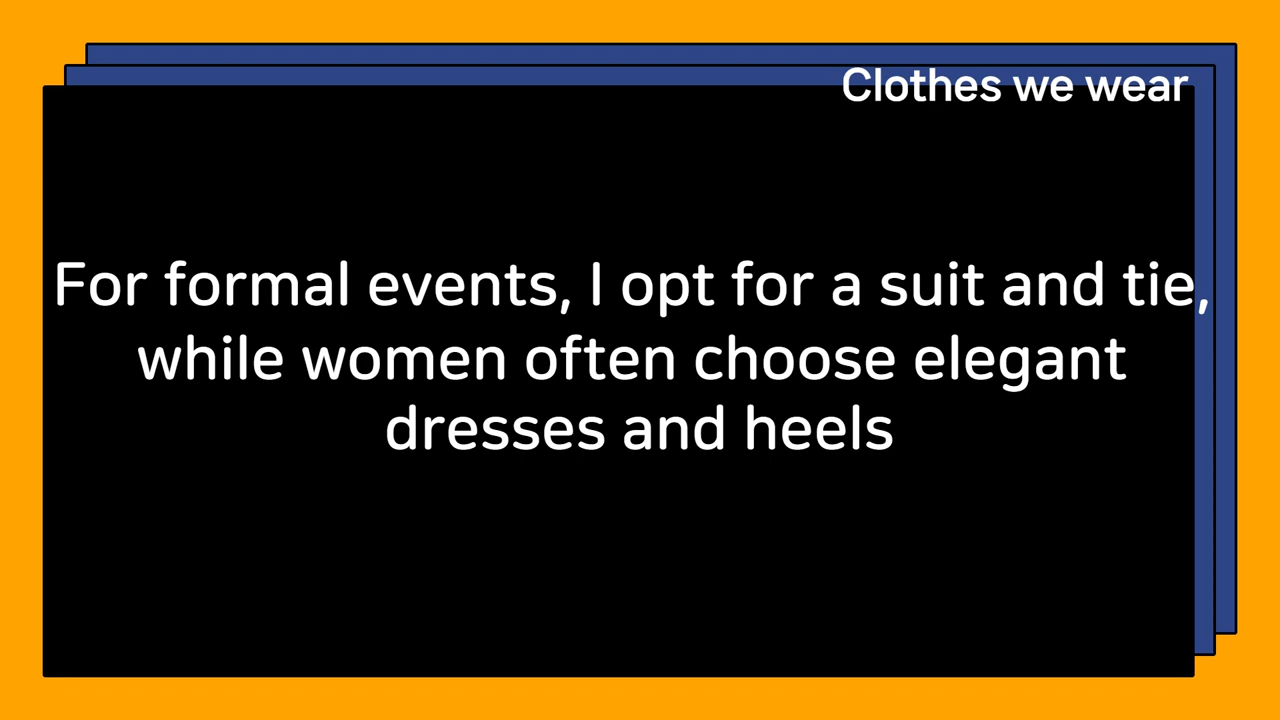 Clothes we wear
For formal events, I opt for a suit and tie,
while women often choose elegant
dresses and heels